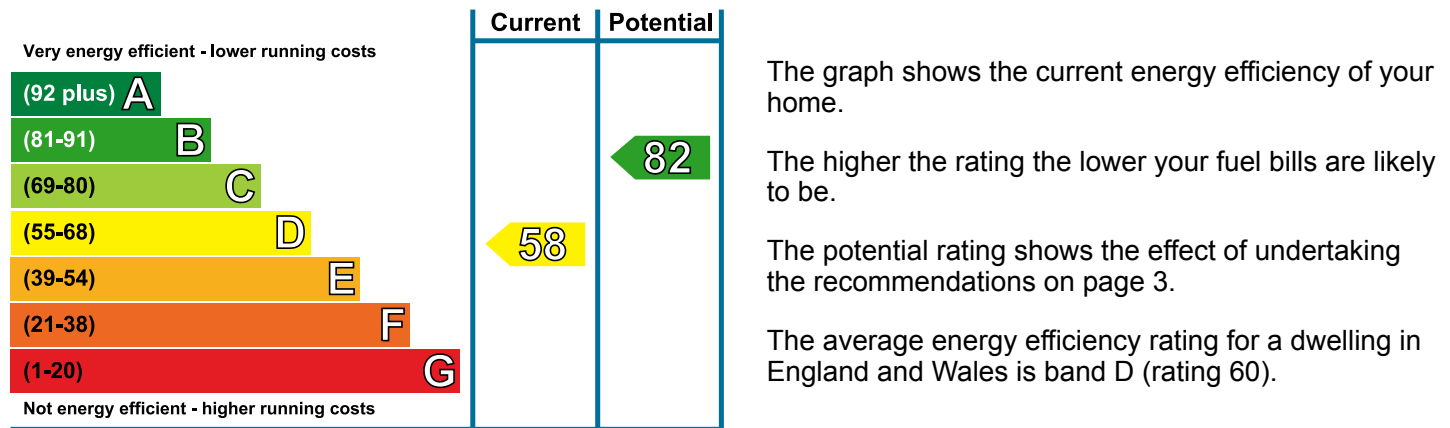 Current Potential
Very energy efficient - lower running costs
(92 plus) A
(81-91) B
82
(69-80) C
(55-68) D
58
(39-54) E
(21-38) F
(1-20) G
Not energy efficient - higher running costs
The graph shows the current energy efficiency of your
home.
The higher the rating the lower your fuel bills are likely
to be.
The potential rating shows the effect of undertaking
the recommendations on page 3.
The average energy efficiency rating for a dwelling in
England and Wales is band D (rating 60).